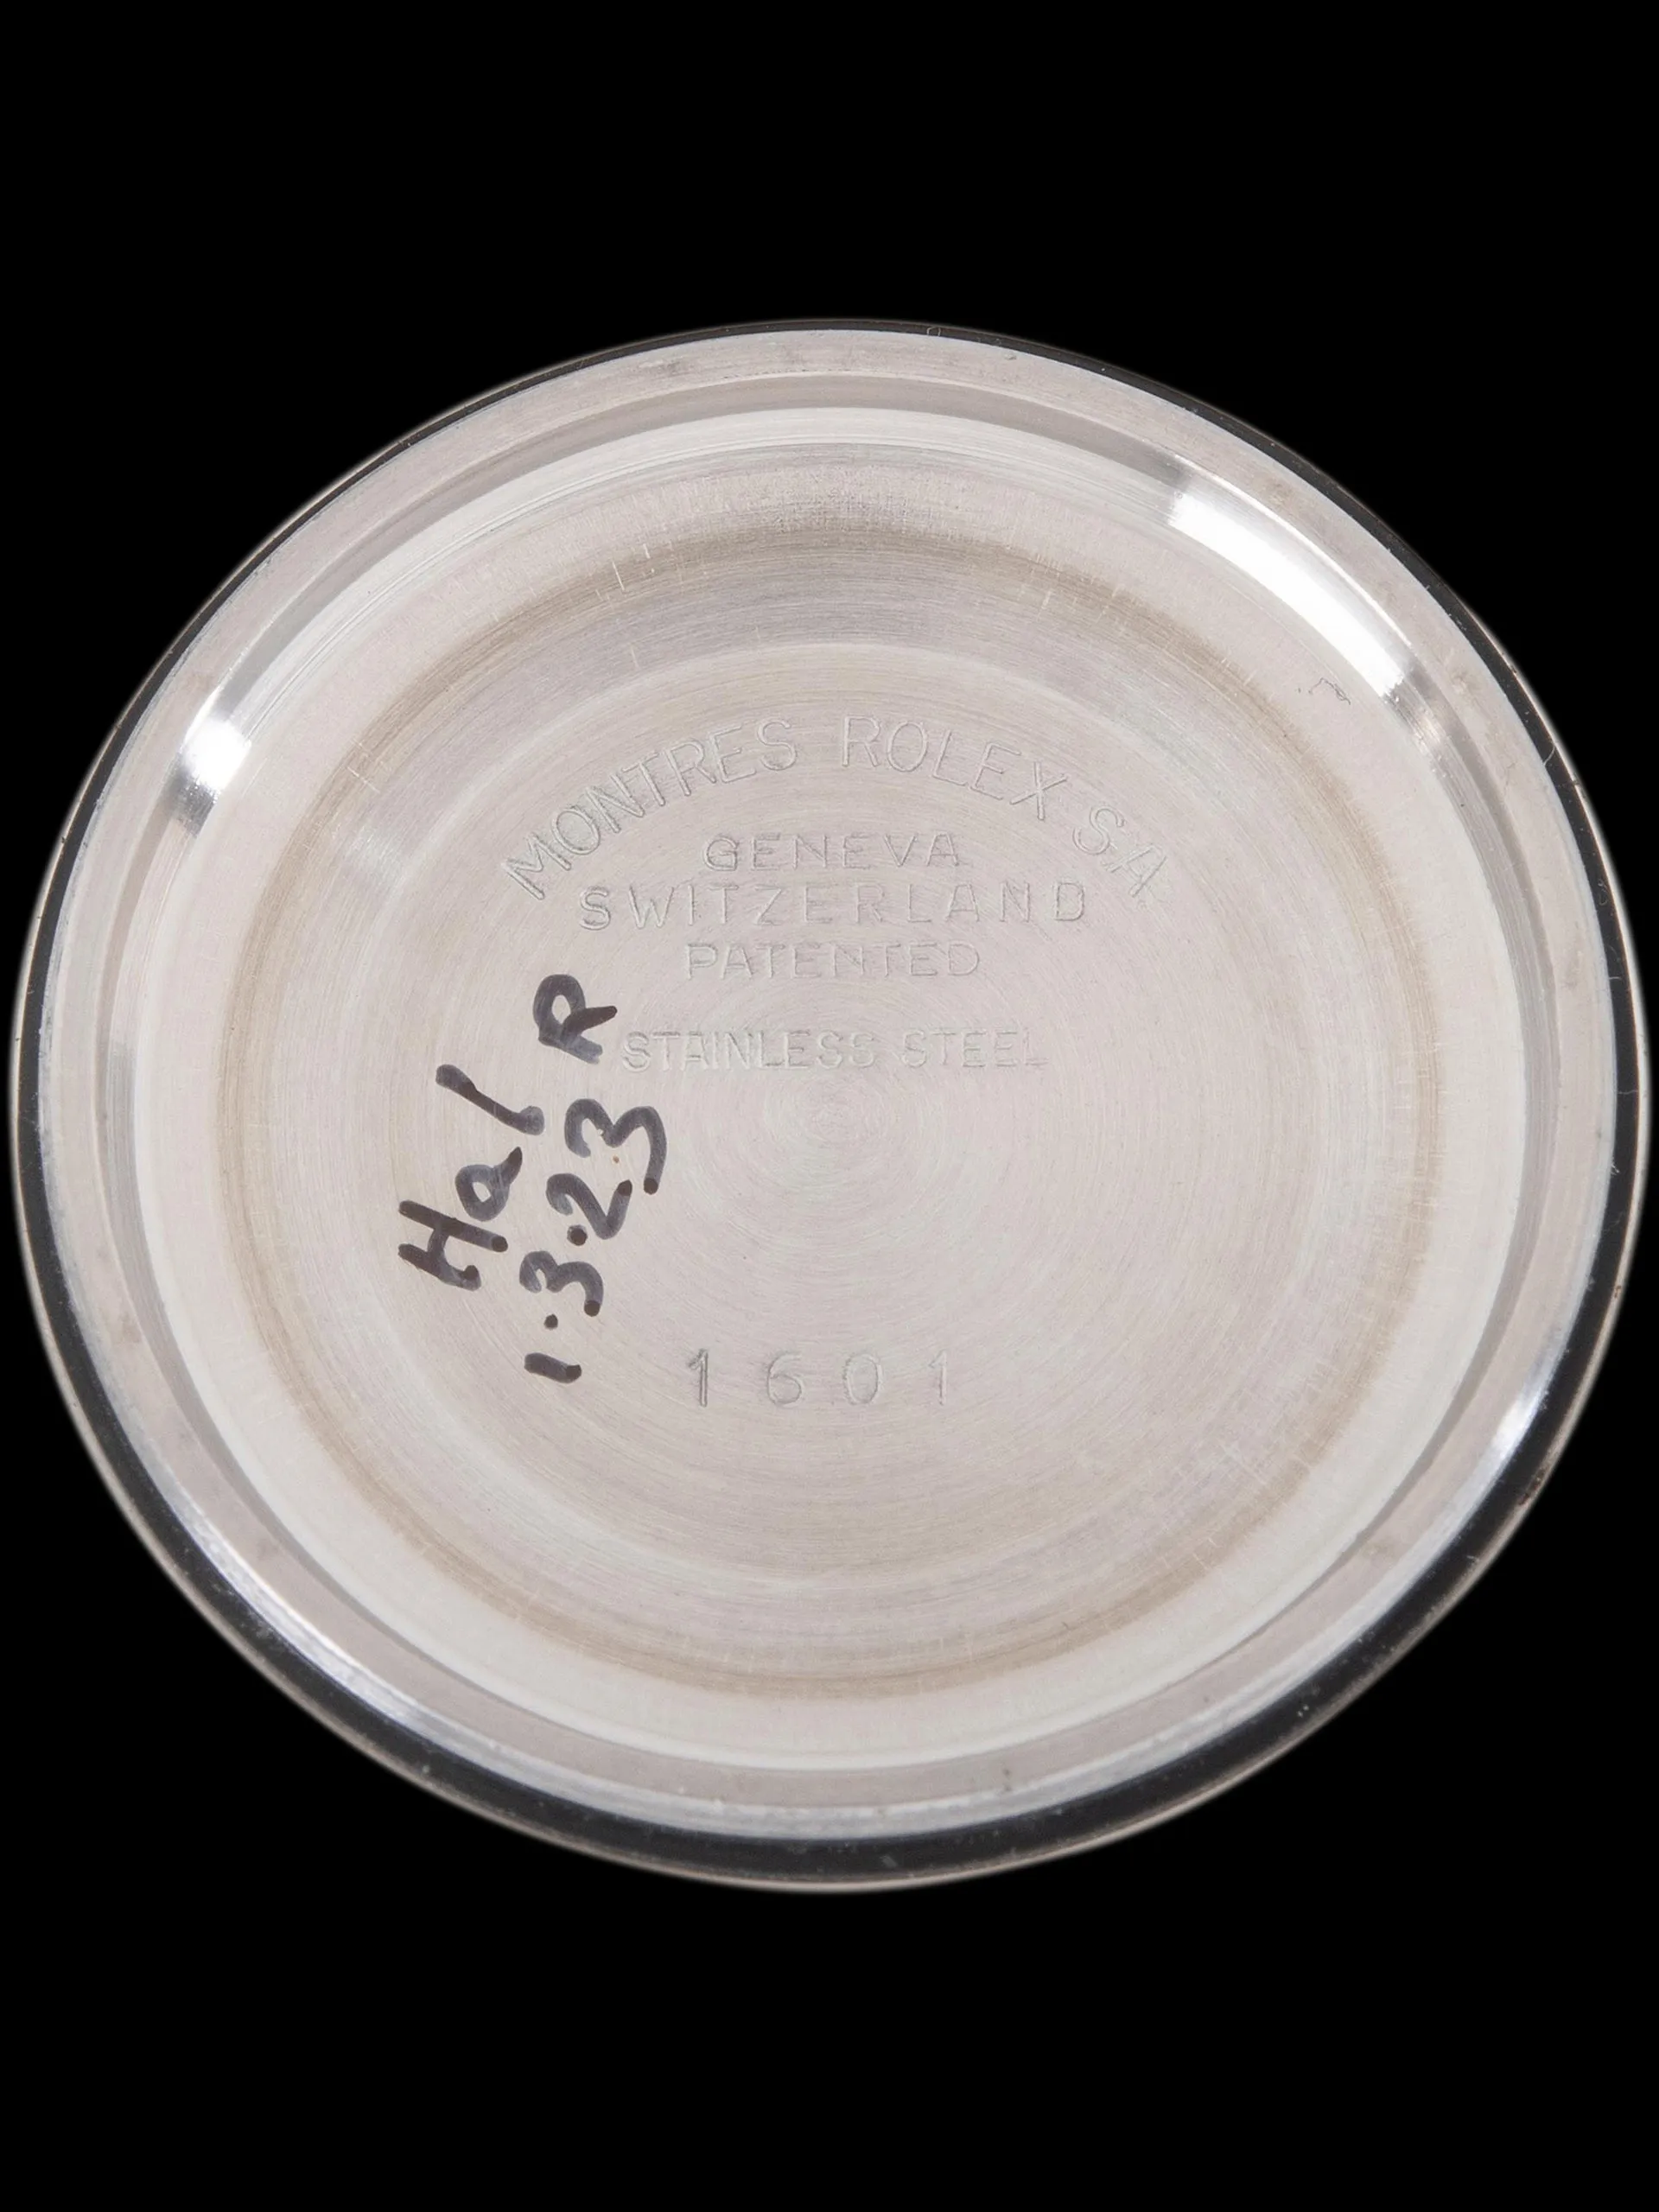 MONTRES ROLEX S.A.
GENEVA
SWITZERLAND
PATENTED
STAINLESS STEEL
Hal R
1.3.23
1601